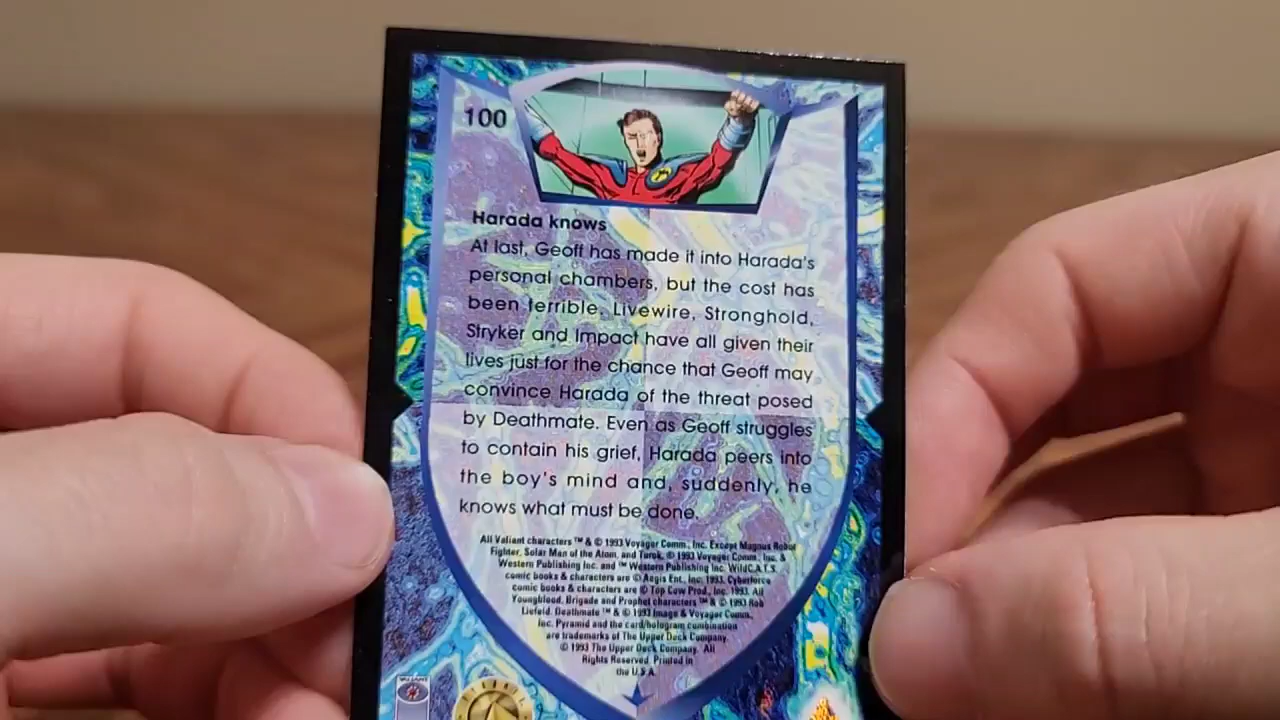 100
Harada knows
At last, Geoff has made it into Harada's
personal chambers, but the cost has
been terrible. Livewire, Stronghold,
Stryker and Impact have all given their
lives just for the chance that Geoff may
convince Harada of the threat posed
by Deathmate. Even as Geoff struggles
to contain his grief, Harada peers into
the boy's mind and, suddenly, he
knows what must be done.
All Valiant characters ™ & © 1993 Voyager Comm., Inc. Except Magnus Robot
Fighter, Solar Man of the Atom, and Turok, © 1993 Voyager Comm., Inc. &
Western Publishing Inc. and ™ Western Publishing Inc. WildC.A.T.S.
comic books & characters are © Aegis Ent., Inc. 1993. Cyberforce
comic books & characters are © Top Cow Prod., Inc. 1993. All
Youngblood, Brigade and Prophet characters ™ & © 1993 Rob
Liefeld. Deathmate ™ & © 1993 Image & Voyager Comm.,
Inc. Pyramid and the card/hologram combination
are trademarks of The Upper Deck Company.
© 1993 The Upper Deck Company. All
Rights Reserved. Printed in
the U.S.A.
VALIANT